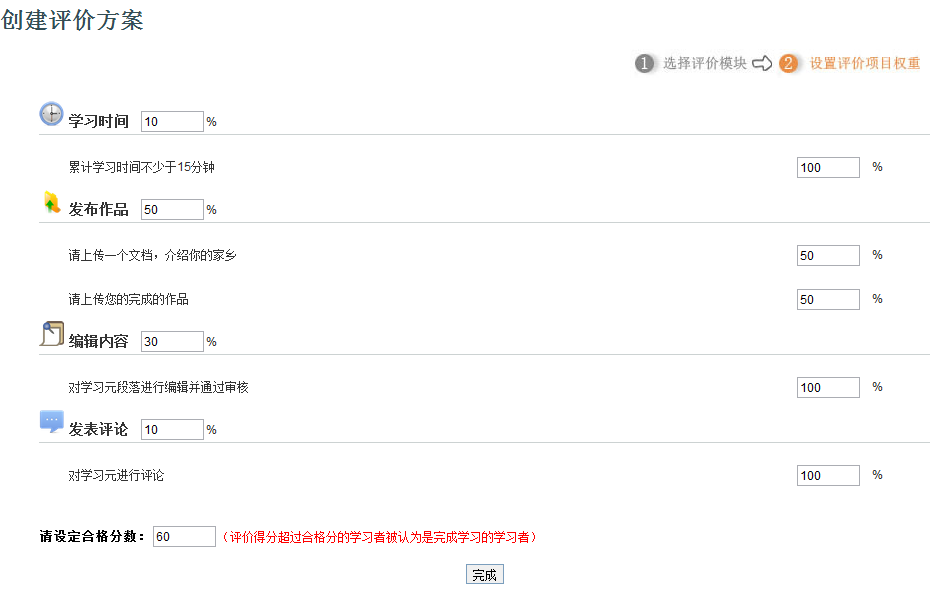 创建评价方案
1 选择评价模块 2 设置评价项目权重
学习时间 10 %
累计学习时间不少于15分钟 100 %
发布作品 50 %
请上传一个文档，介绍你的家乡 50 %
请上传您的完成的作品 50 %
编辑内容 30 %
对学习元段落进行编辑并通过审核 100 %
发表评论 10 %
对学习元进行评论 100 %
请设定合格分数： 60 （评价得分超过合格分的学习者被认为是完成学习的学习者）
完成